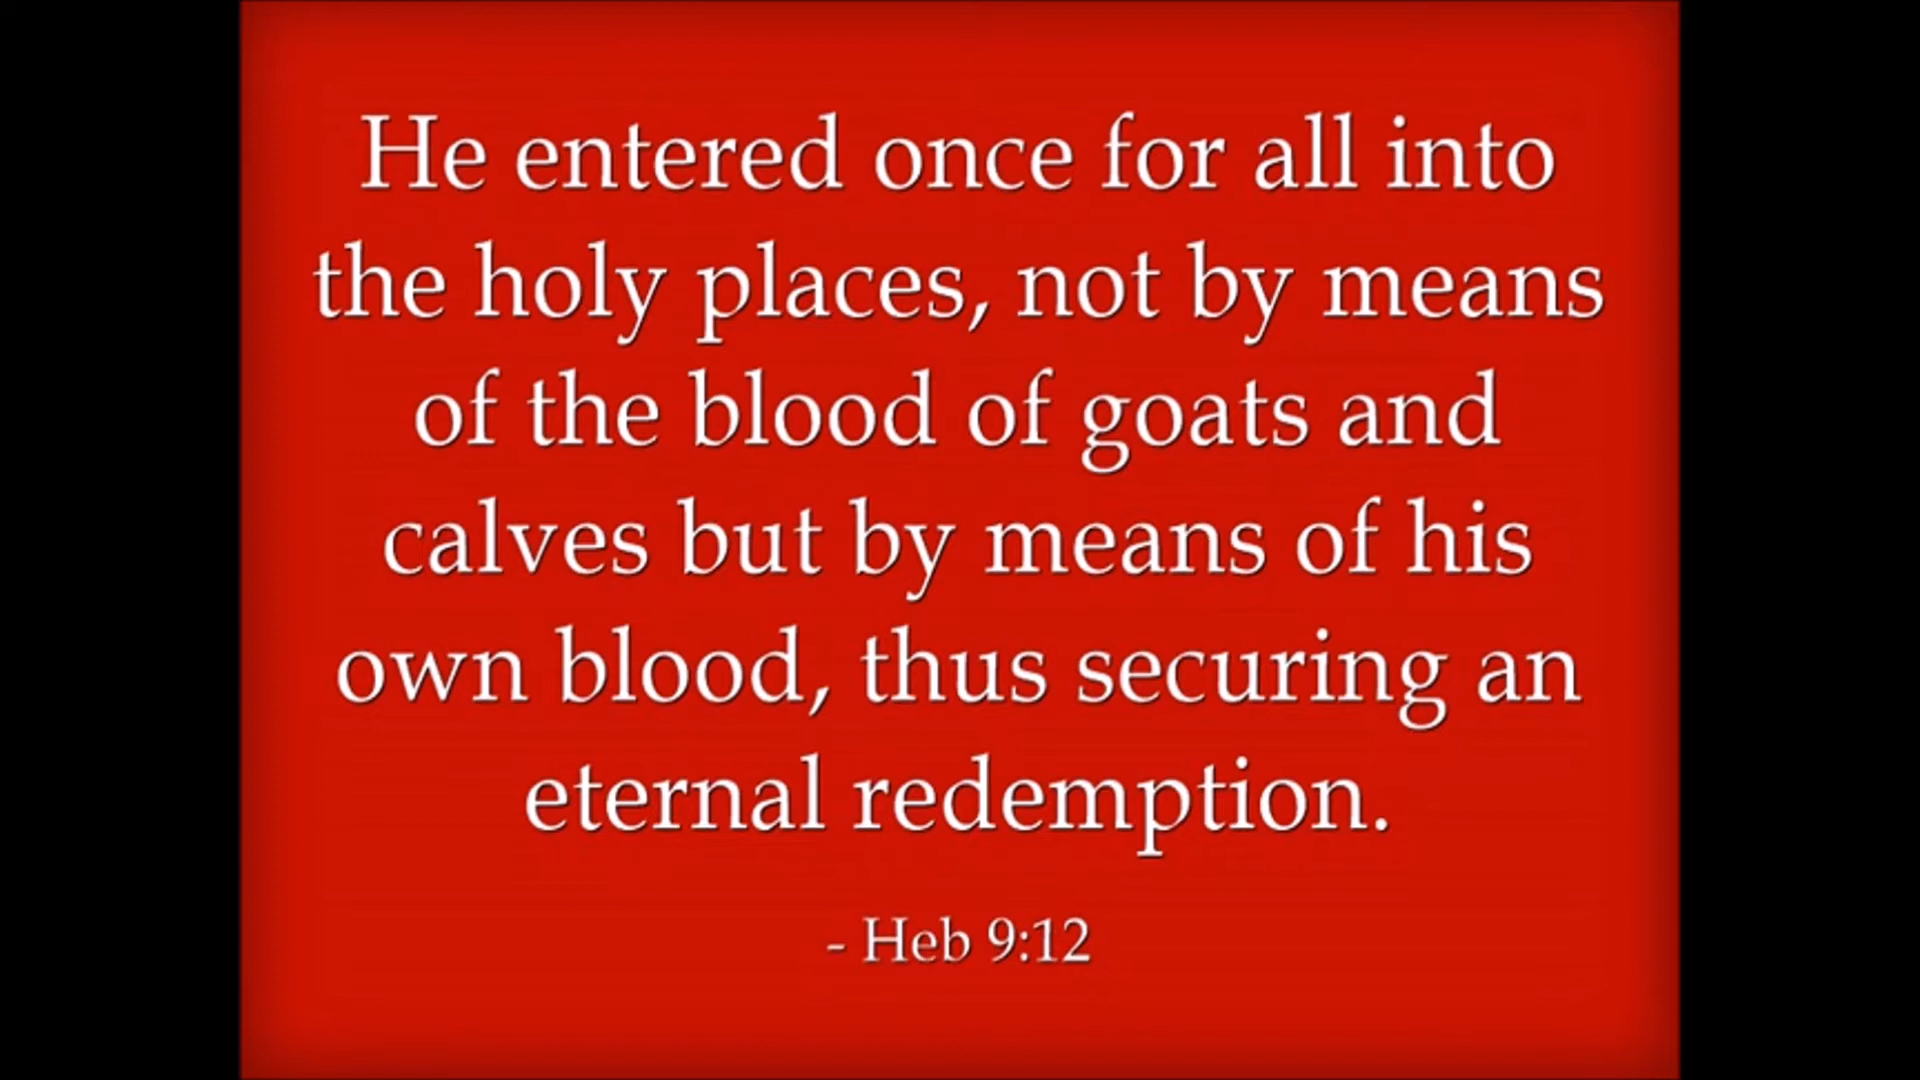 He entered once for all into
the holy places, not by means
of the blood of goats and
calves but by means of his
own blood, thus securing an
eternal redemption.
- Heb 9:12